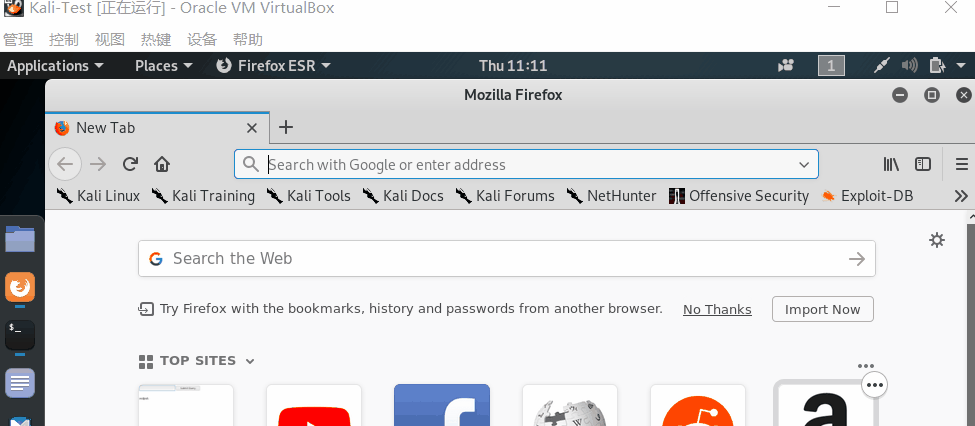 Kali-Test [正在运行] - Oracle VM VirtualBox
管理 控制 视图 热键 设备 帮助
Applications Places Firefox ESR Thu 11:11 1
Mozilla Firefox
New Tab
Search with Google or enter address
Kali Linux Kali Training Kali Tools Kali Docs Kali Forums NetHunter Offensive Security Exploit-DB
Search the Web
Try Firefox with the bookmarks, history and passwords from another browser. No Thanks Import Now
TOP SITES